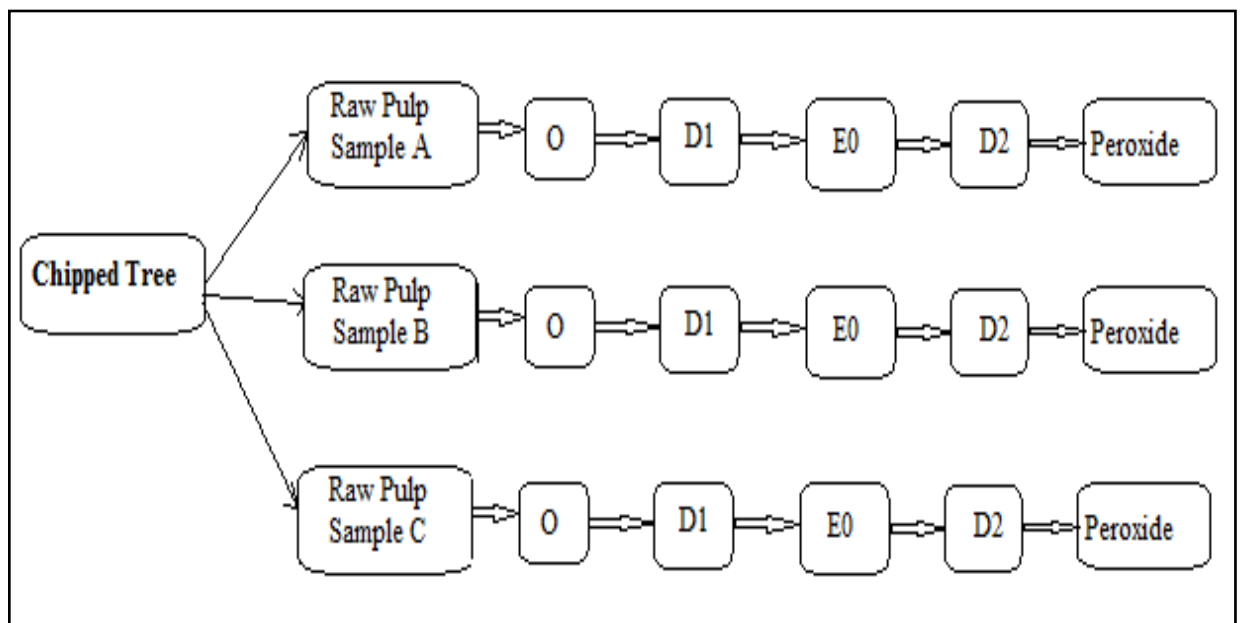 Raw Pulp
Sample A
O
D1
E0
D2
Peroxide
Chipped Tree
Raw Pulp
Sample B
O
D1
E0
D2
Peroxide
Raw Pulp
Sample C
O
D1
E0
D2
Peroxide